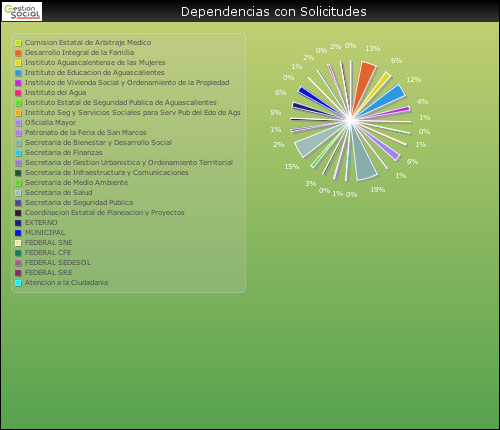 Gestion
Social
Dependencias con Solicitudes
Comision Estatal de Arbitraje Medico
Desarrollo Integral de la Familia
Instituto Aguascalentense de las Mujeres
Instituto de Educacion de Aguascalientes
Instituto de Vivienda Social y Ordenamiento de la Propiedad
Instituto del Agua
Instituto Estatal de Seguridad Publica de Aguascalientes
Instituto Seg y Servicios Sociales para Serv Pub del Edo de Ags
Oficialia Mayor
Patronato de la Feria de San Marcos
Secretaria de Bienestar y Desarrollo Social
Secretaria de Finanzas
Secretaria de Gestion Urbanistica y Ordenamiento Territorial
Secretaria de Infraestructura y Comunicaciones
Secretaria de Medio Ambiente
Secretaria de Salud
Secretaria de Seguridad Publica
Coordinacion Estatal de Planeacion y Proyectos
EXTERNO
MUNICIPAL
FEDERAL SNE
FEDERAL CFE
FEDERAL SEDESOL
FEDERAL SRE
Atencion a la Ciudadania
0%
13%
6%
12%
4%
1%
0%
1%
6%
1%
19%
0%
1%
0%
3%
15%
2%
1%
5%
6%
0%
1%
2%
0%
2%